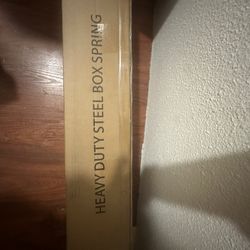 HEAVY DUTY STEEL BOX SPRING